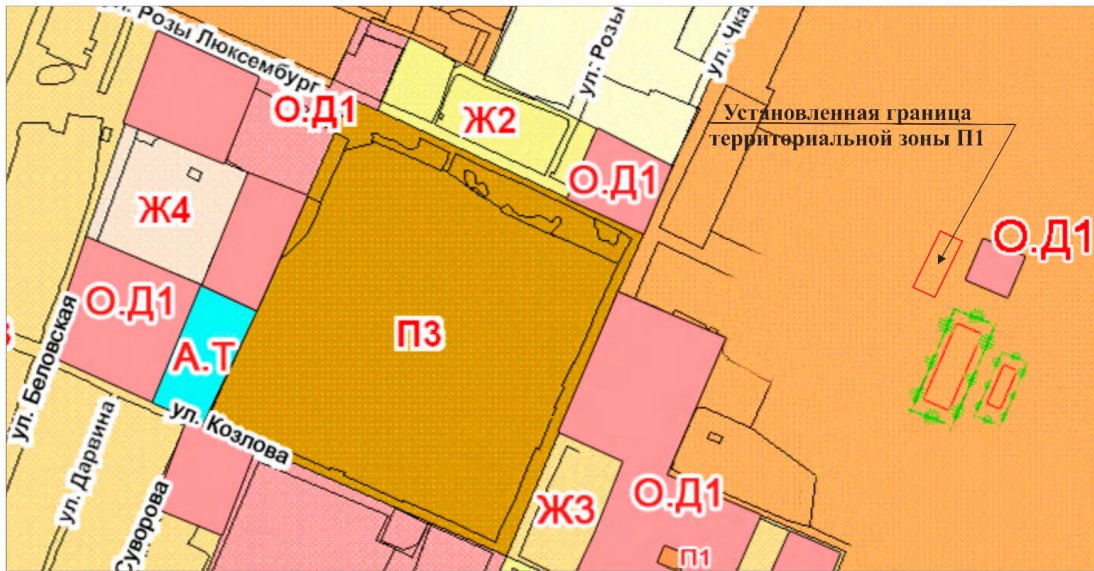 ул. Розы Люксембург
ул. Розы
ул. Чка
Установленная граница
территориальной зоны П1
О.Д1
Ж2
О.Д1
Ж4
О.Д1
О.Д1
П3
А.Т
ул. Беловская
ул. Козлова
ул. Дарвина
Суворова
Ж3
О.Д1
П1